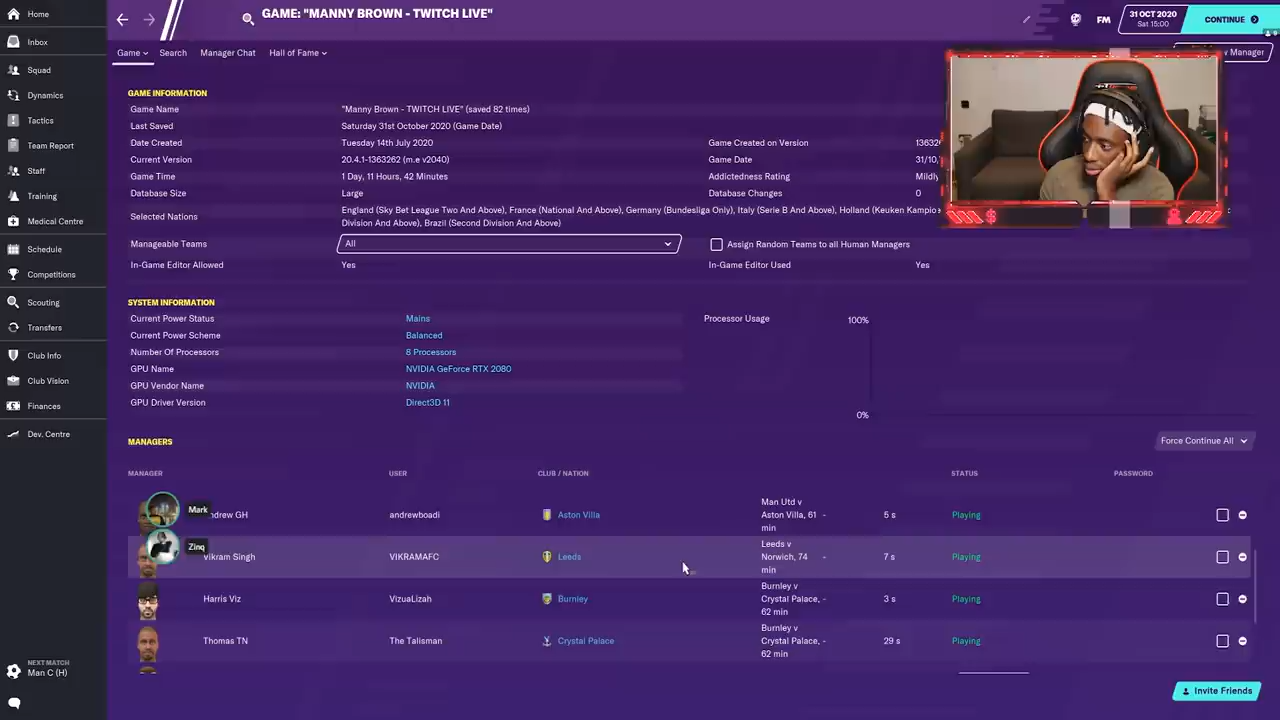 GAME: "MANNY BROWN - TWITCH LIVE"
FM
31 OCT 2020
Sat 15:00
CONTINUE
Home
Inbox
Squad
Dynamics
Tactics
Team Report
Staff
Training
Medical Centre
Schedule
Competitions
Scouting
Transfers
Club Info
Club Vision
Finances
Dev. Centre
NEXT MATCH
Man C (H)
Game
Search
Manager Chat
Hall of Fame
Manager
GAME INFORMATION
Game Name "Manny Brown - TWITCH LIVE" (saved 82 times)
Last Saved Saturday 31st October 2020 (Game Date)
Date Created Tuesday 14th July 2020 Game Created on Version
Current Version 20.4.1-1363262 (m.e v2040) Game Date 31/10,
Game Time 1 Day, 11 Hours, 42 Minutes Addictedness Rating Mildly
Database Size Large Database Changes 0
Selected Nations England (Sky Bet League Two And Above), France (National And Above), Germany (Bundesliga Only), Italy (Serie B And Above), Holland (Keuken Kampio
Division And Above), Brazil (Second Division And Above)
Manageable Teams All Assign Random Teams to all Human Managers
In-Game Editor Allowed Yes In-Game Editor Used Yes
SYSTEM INFORMATION
Current Power Status Mains Processor Usage 100%
Current Power Scheme Balanced
Number Of Processors 8 Processors
GPU Name NVIDIA GeForce RTX 2080
GPU Vendor Name NVIDIA
GPU Driver Version Direct3D 11
0%
MANAGERS
Force Continue All
MANAGER USER CLUB / NATION STATUS PASSWORD
Mark
ndrew GH andrewboadi Aston Villa Man Utd v
Aston Villa, 61 - 5 s Playing
min
Zinq
Vikram Singh VIKRAMAFC Leeds Leeds v
Norwich, 74 - 7 s Playing
min
Harris Viz VizuaLizah Burnley Burnley v
Crystal Palace, - 3 s Playing
62 min
Thomas TN The Talisman Crystal Palace Burnley v
Crystal Palace, - 29 s Playing
62 min
Invite Friends